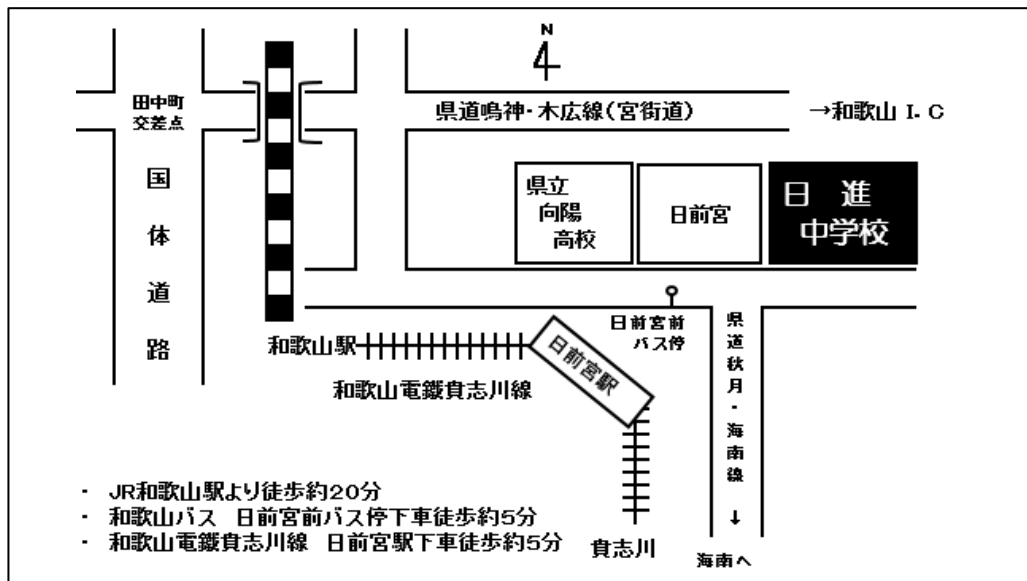 N
田中町
交差点
県道鳴神・木広線(宮街道)
→和歌山 I.C
国体道路
県立
向陽
高校
日前宮
日 進
中学校
日前宮前
バス停
県道秋月・海南線 ↓
和歌山駅
日前宮駅
和歌山電鐵貴志川線
・ JR和歌山駅より徒歩約20分
・ 和歌山バス 日前宮前バス停下車徒歩約5分
・ 和歌山電鐵貴志川線 日前宮駅下車徒歩約5分
貴志川
海南へ